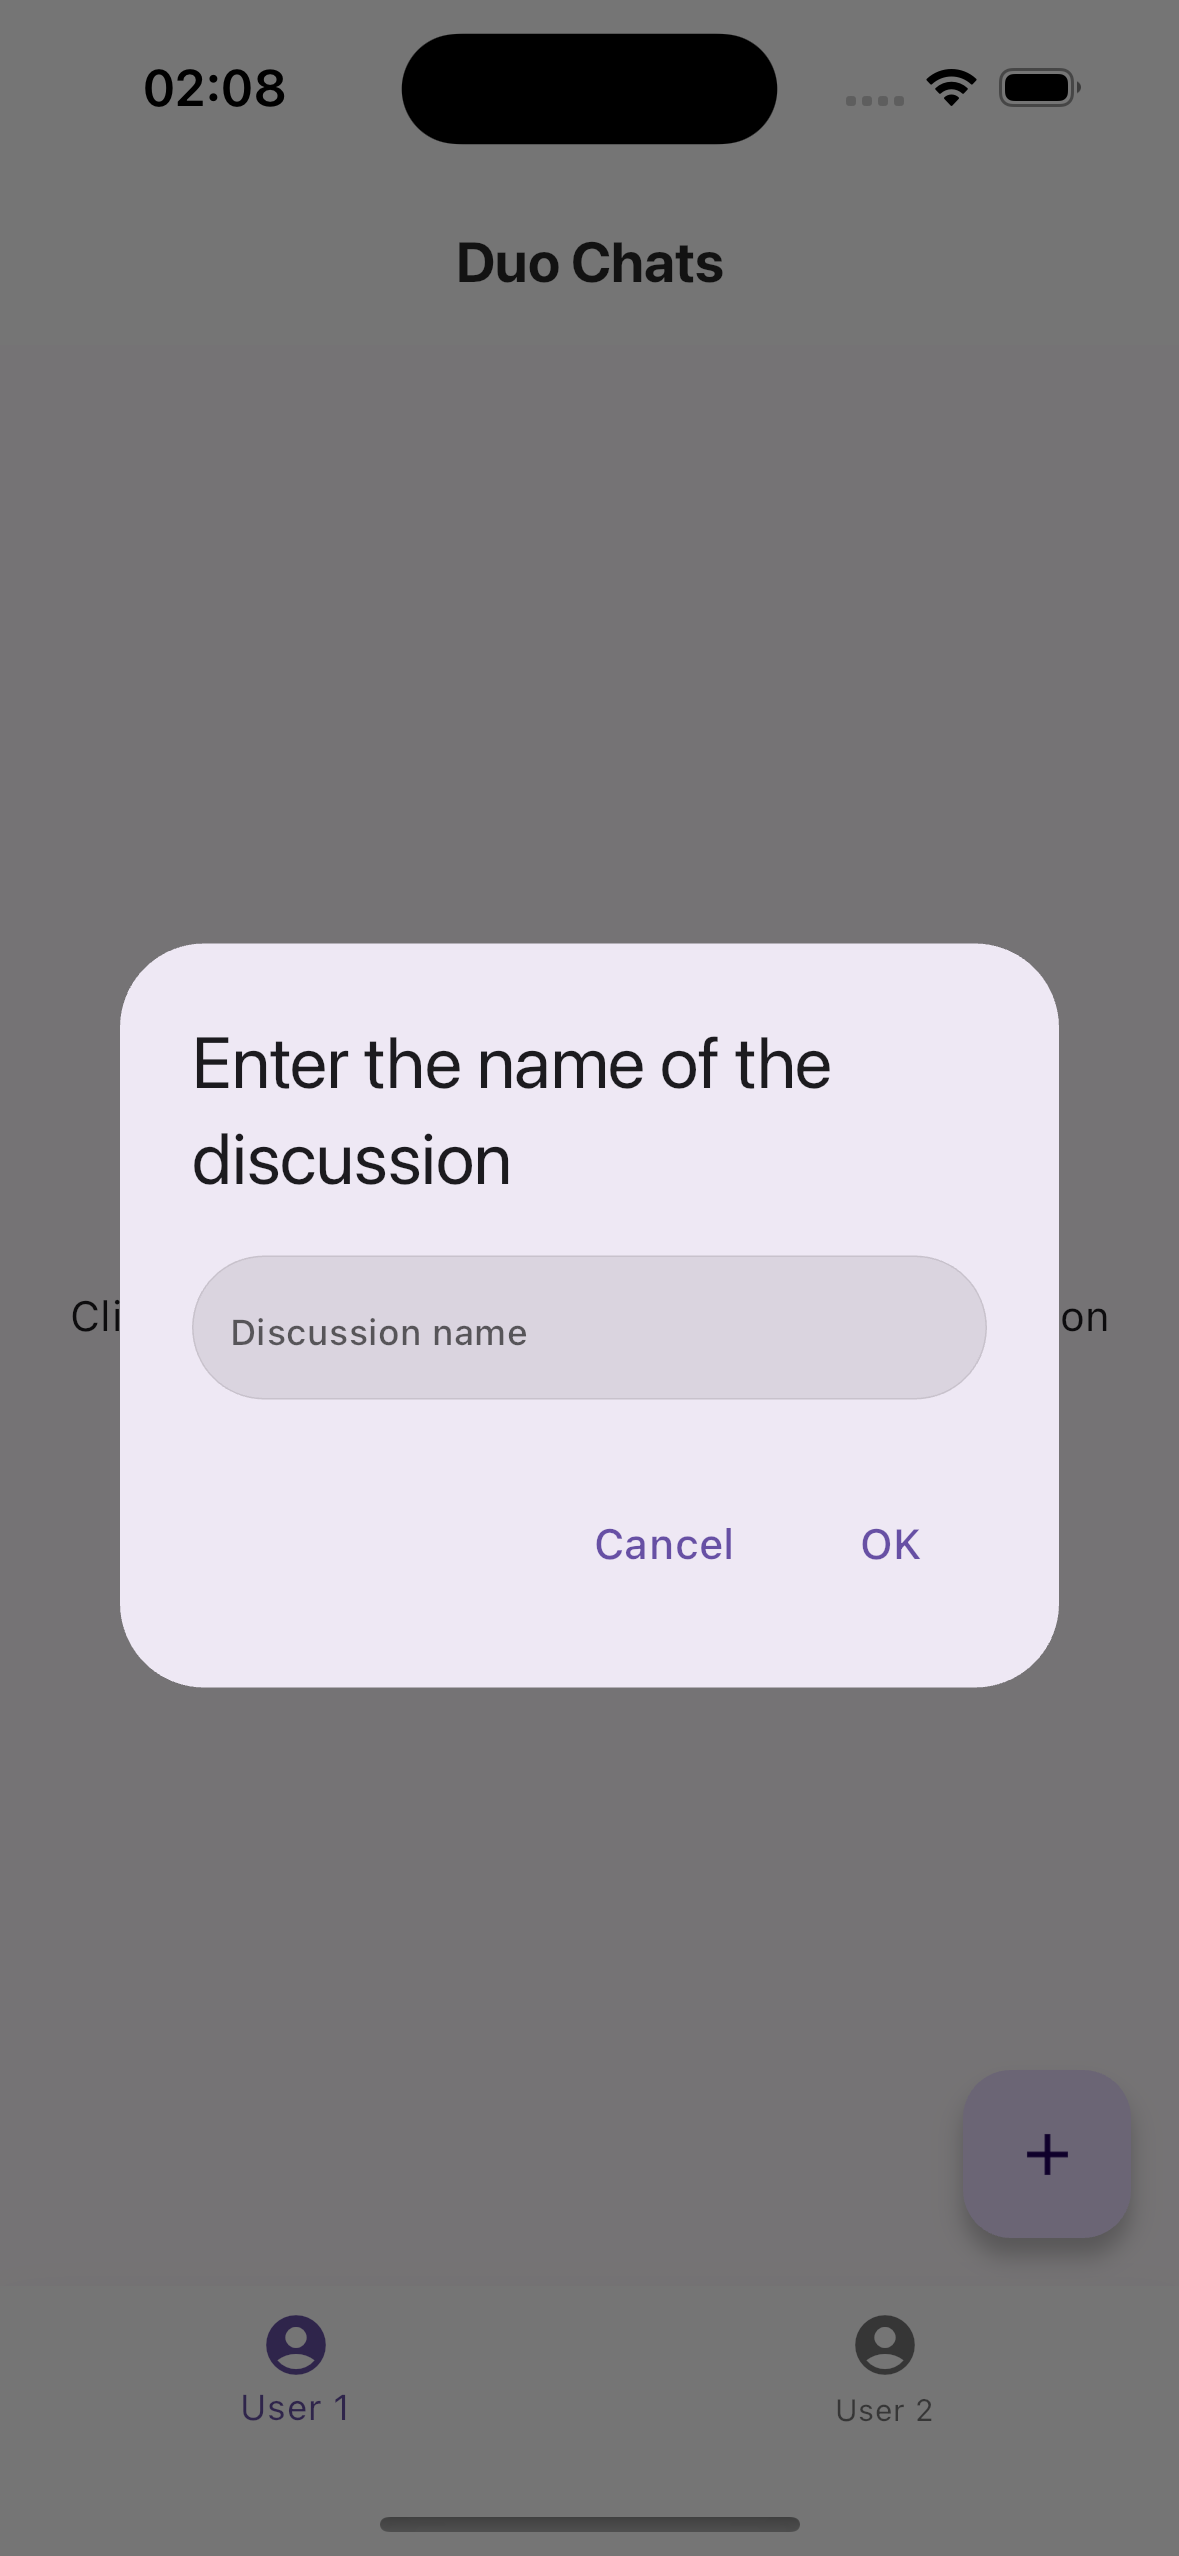 02:08
Duo Chats
Enter the name of the
discussion
Cli
Discussion name
on
Cancel
OK
User 1
User 2